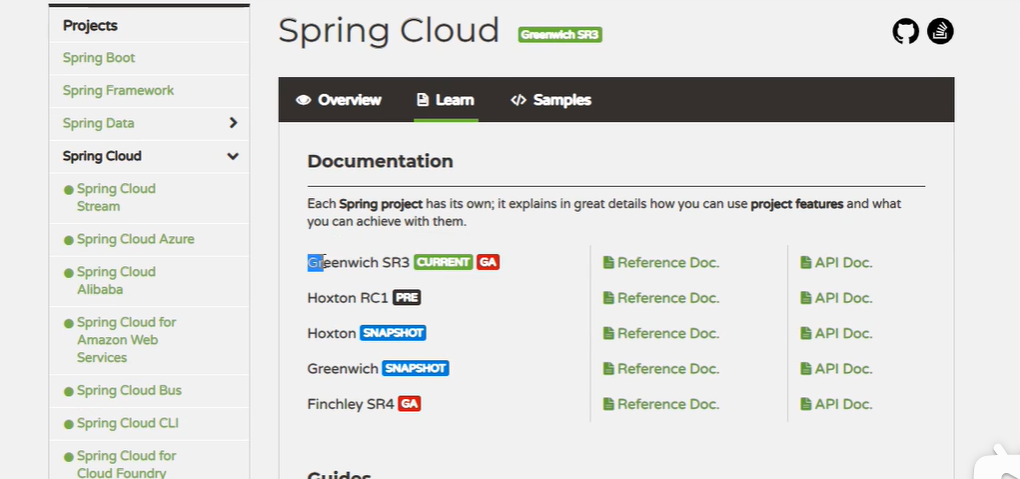 Projects
Spring Boot
Spring Framework
Spring Data
Spring Cloud
Spring Cloud
Stream
Spring Cloud Azure
Spring Cloud
Alibaba
Spring Cloud for
Amazon Web
Services
Spring Cloud Bus
Spring Cloud CLI
Spring Cloud for
Cloud Foundry
Spring Cloud Greenwich SR3
Overview Learn Samples
Documentation
Each Spring project has its own; it explains in great details how you can use project features and what
you can achieve with them.
Greenwich SR3 CURRENT GA Reference Doc. API Doc.
Hoxton RC1 PRE Reference Doc. API Doc.
Hoxton SNAPSHOT Reference Doc. API Doc.
Greenwich SNAPSHOT Reference Doc. API Doc.
Finchley SR4 GA Reference Doc. API Doc.
Guides